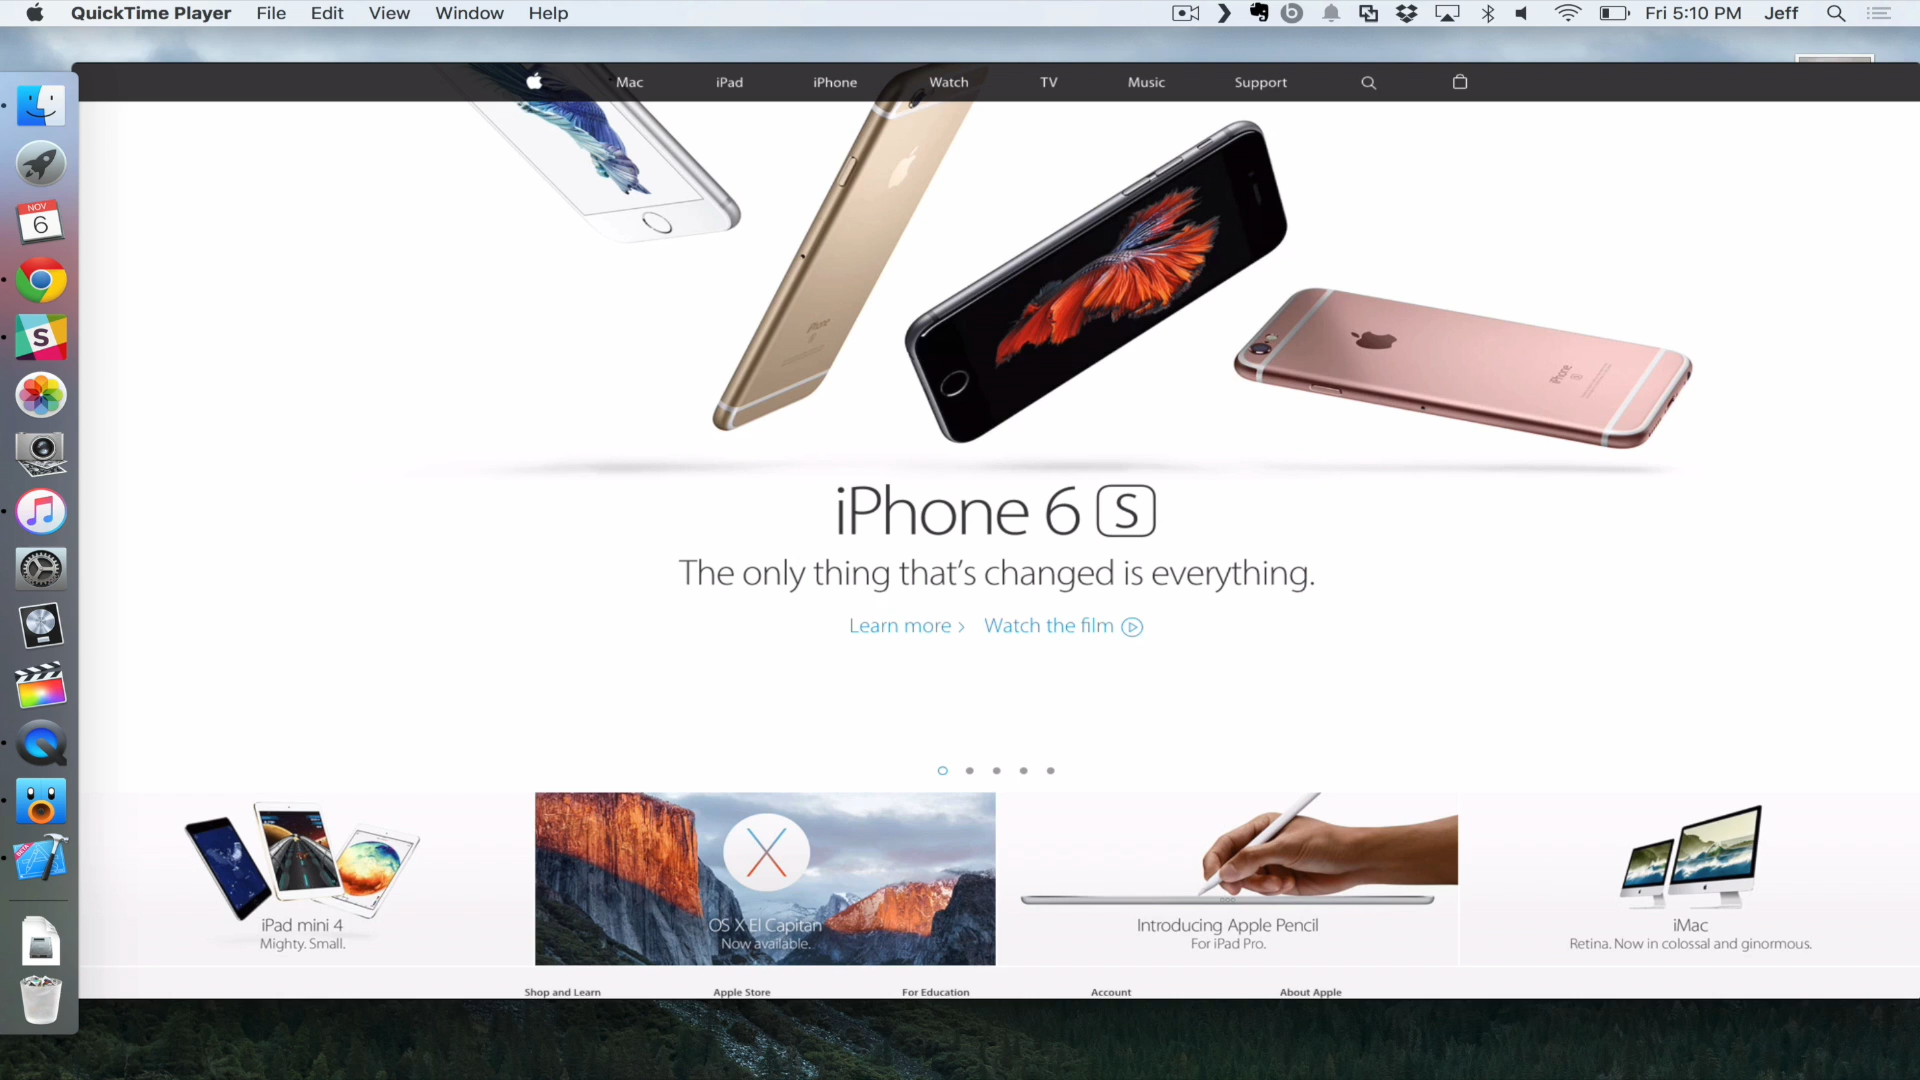 QuickTime Player File Edit View Window Help Fri 5:10 PM Jeff
Mac iPad iPhone Watch TV Music Support
NOV
6
S
iPhone
iPhone
iPhone 6 S
The only thing that's changed is everything.
Learn more > Watch the film
BETA
iPad mini 4
Mighty. Small.
OS X El Capitan
Now available.
Introducing Apple Pencil
For iPad Pro.
iMac
Retina. Now in colossal and ginormous.
Shop and Learn Apple Store For Education Account About Apple